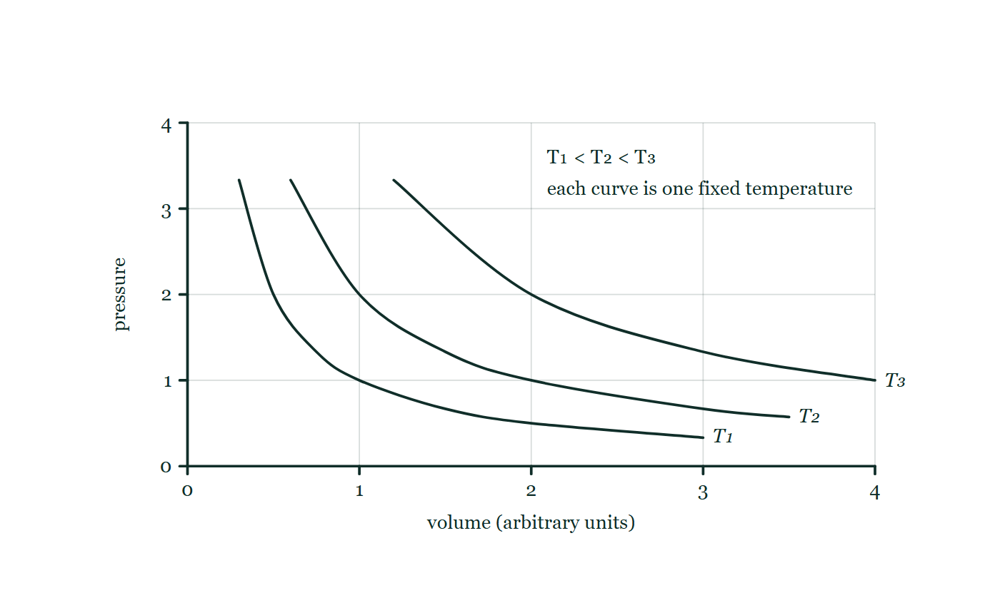 4
T1 < T2 < T3
each curve is one fixed temperature
3
pressure
2
1
T3
T2
T1
0
0 1 2 3 4
volume (arbitrary units)